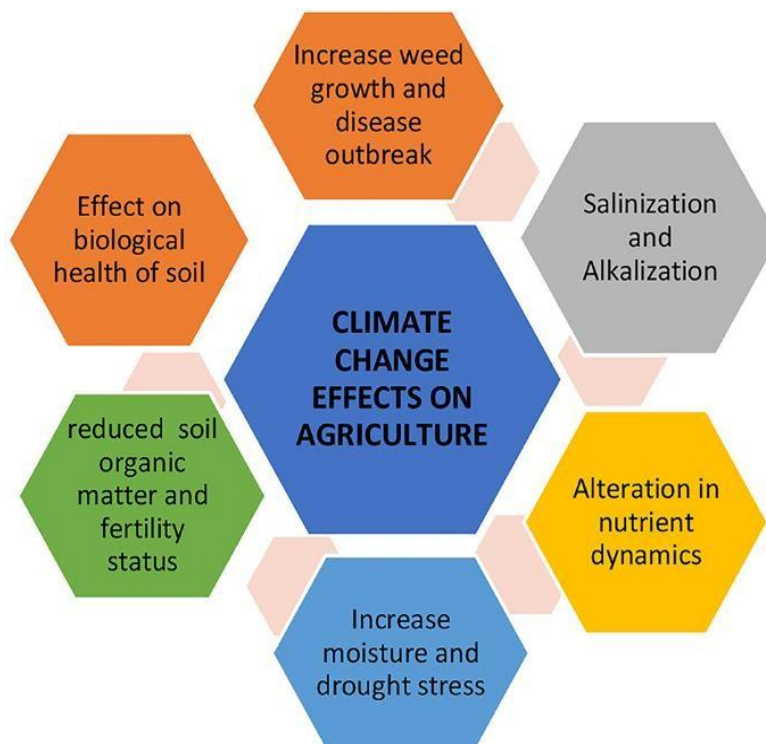 Increase weed
growth and
disease
outbreak
Effect on
biological
health of soil
Salinization
and
Alkalization
CLIMATE
CHANGE
EFFECTS ON
AGRICULTURE
reduced soil
organic
matter and
fertility
status
Alteration in
nutrient
dynamics
Increase
moisture and
drought stress